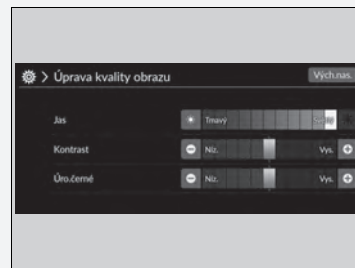 > Úprava kvality obrazu
Vých.nas.
Jas
Tmavý
Kontrast
Níz.
Vys.
Úro.černé
Níz.
Vys.